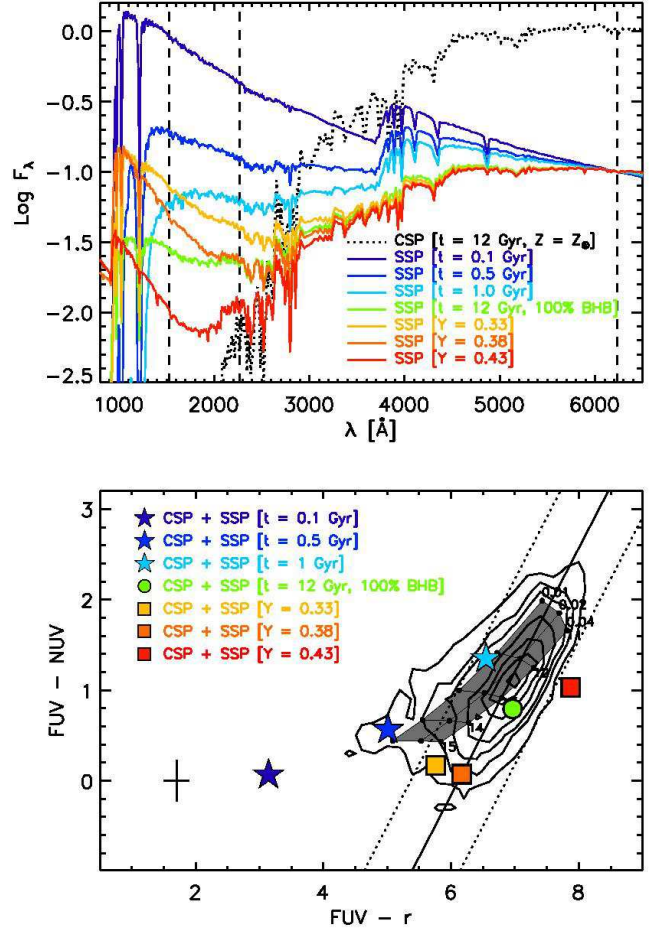 0.0
-0.5
-1.0
-1.5
-2.0
-2.5
Log Fλ
CSP [t = 12 Gyr, Z = Z⊙]
SSP [t = 0.1 Gyr]
SSP [t = 0.5 Gyr]
SSP [t = 1.0 Gyr]
SSP [t = 12 Gyr, 100% BHB]
SSP [Y = 0.33]
SSP [Y = 0.38]
SSP [Y = 0.43]
1000 2000 3000 4000 5000 6000
λ [Å]
3
2
1
0
FUV - NUV
CSP + SSP [t = 0.1 Gyr]
CSP + SSP [t = 0.5 Gyr]
CSP + SSP [t = 1 Gyr]
CSP + SSP [t = 12 Gyr, 100% BHB]
CSP + SSP [Y = 0.33]
CSP + SSP [Y = 0.38]
CSP + SSP [Y = 0.43]
0.01
0.02
0.04
14
15
2 4 6 8
FUV - r